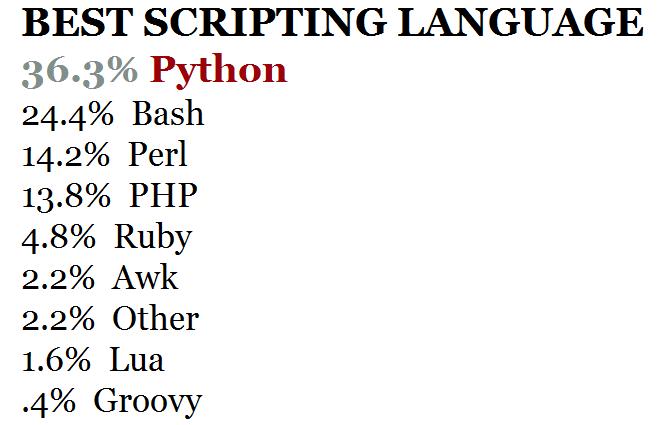 BEST SCRIPTING LANGUAGE
36.3% Python
24.4% Bash
14.2% Perl
13.8% PHP
4.8% Ruby
2.2% Awk
2.2% Other
1.6% Lua
.4% Groovy